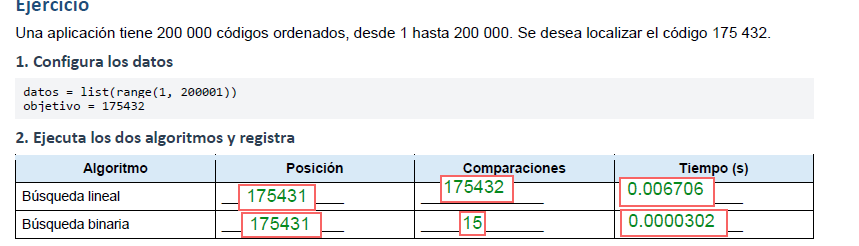 Ejercicio
Una aplicación tiene 200 000 códigos ordenados, desde 1 hasta 200 000. Se desea localizar el código 175 432.
1. Configura los datos
datos = list(range(1, 200001))
objetivo = 175432
2. Ejecuta los dos algoritmos y registra
Algoritmo Posición Comparaciones Tiempo (s)
Búsqueda lineal 175431 175432 0.006706
Búsqueda binaria 175431 15 0.0000302